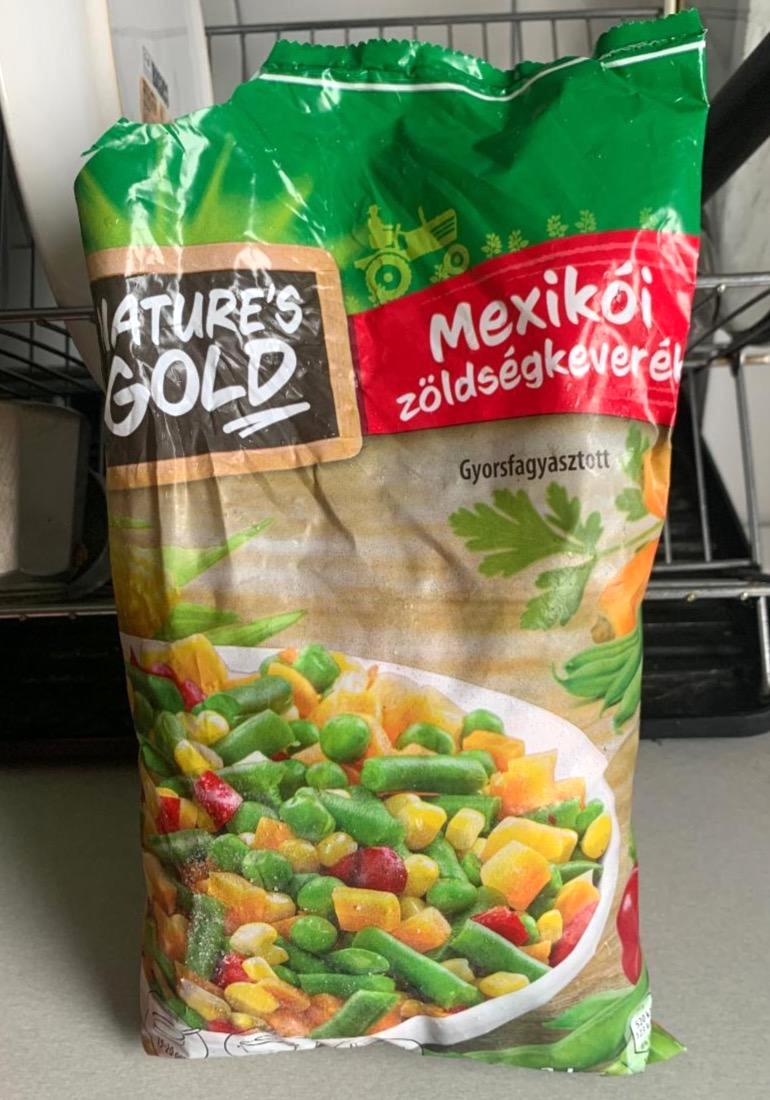 NATURE'S
GOLD
Mexikói
zöldségkeverék
Gyorsfagyasztott